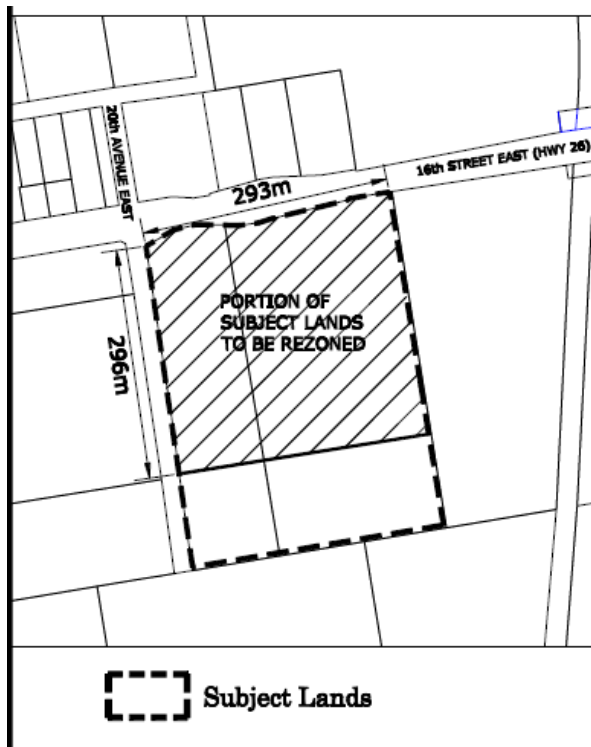 20th AVENUE EAST
16th STREET EAST (HWY 26)
293m
PORTION OF
SUBJECT LANDS
TO BE REZONED
296m
Subject Lands